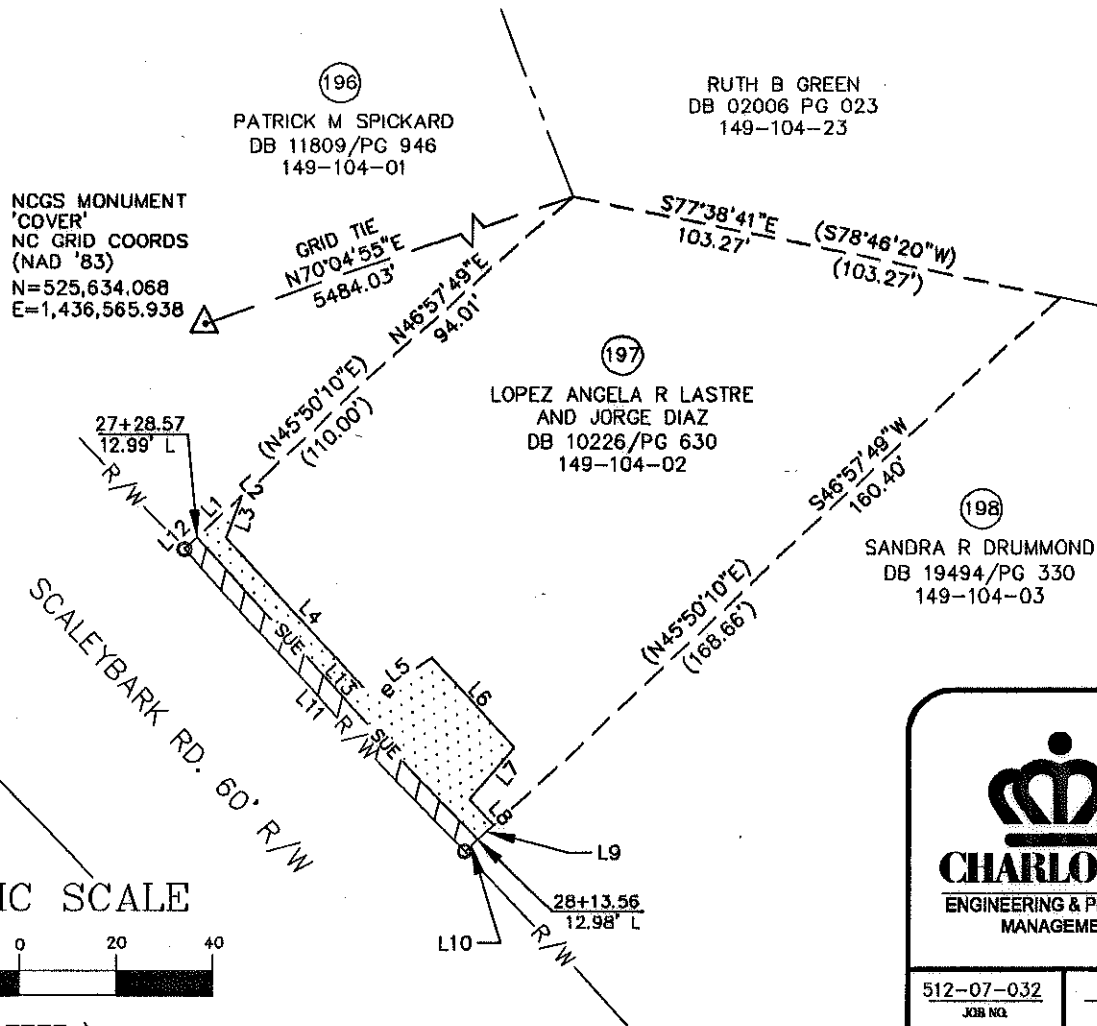 196
PATRICK M SPICKARD
DB 11809/PG 946
149-104-01
RUTH B GREEN
DB 02006 PG 023
149-104-23
NCGS MONUMENT
'COVER'
NC GRID COORDS
(NAD '83)
N=525,634.068
E=1,436,565.938
GRID TIE
N70°04'55"E
5484.03'
N46°57'49"E
94.01'
(N45°50'10"E)
(110.00')
S77°38'41"E
103.27'
(S78°46'20"W)
(103.27')
197
LOPEZ ANGELA R LASTRE
AND JORGE DIAZ
DB 10226/PG 630
149-104-02
S46°57'49"W
160.40'
(N45°50'10"E)
(168.66')
198
SANDRA R DRUMMOND
DB 19494/PG 330
149-104-03
27+28.57
12.99' L
R/W
L12
L1
L2
L3
L4
SUE
L13
L11
R/W
SUE
e
L5
L6
L7
L8
L9
L10
28+13.56
12.98' L
R/W
SCALEYBARK RD. 60' R/W
IC SCALE
0 20 40
CHARLO
ENGINEERING & P
MANAGEME
512-07-032
JOB NO.